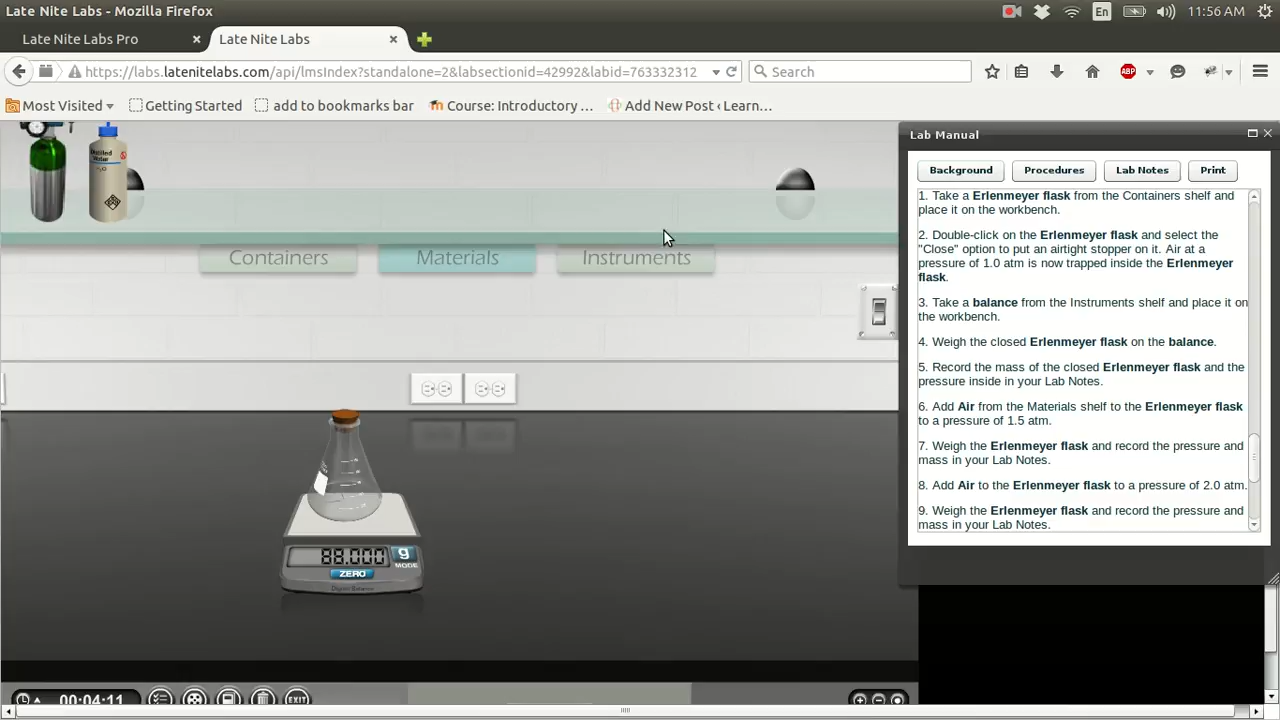 Late Nite Labs - Mozilla Firefox
En
11:56 AM
Late Nite Labs Pro
Late Nite Labs
https://labs.latenitelabs.com/api/lmsIndex?standalone=2&labsectionid=42992&labid=763332312
Search
ABP
Most Visited
Getting Started
add to bookmarks bar
Course: Introductory ...
Add New Post ‹ Learn...
Lab Manual
Background
Procedures
Lab Notes
Print
Distilled
Water
Containers
Materials
Instruments
1. Take a Erlenmeyer flask from the Containers shelf and
place it on the workbench.
2. Double-click on the Erlenmeyer flask and select the
"Close" option to put an airtight stopper on it. Air at a
pressure of 1.0 atm is now trapped inside the Erlenmeyer
flask.
3. Take a balance from the Instruments shelf and place it on
the workbench.
4. Weigh the closed Erlenmeyer flask on the balance.
5. Record the mass of the closed Erlenmeyer flask and the
pressure inside in your Lab Notes.
6. Add Air from the Materials shelf to the Erlenmeyer flask
to a pressure of 1.5 atm.
7. Weigh the Erlenmeyer flask and record the pressure and
mass in your Lab Notes.
8. Add Air to the Erlenmeyer flask to a pressure of 2.0 atm.
9. Weigh the Erlenmeyer flask and record the pressure and
mass in your Lab Notes.
88.000
g
MODE
ZERO
Digital Balance
00:04:11
EXIT